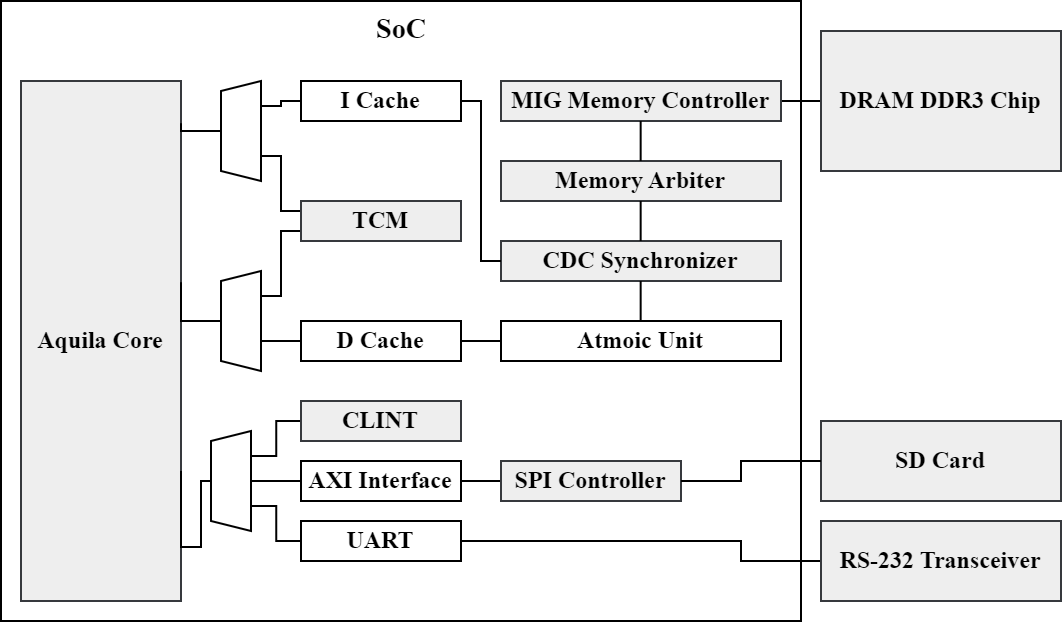 SoC
I Cache
MIG Memory Controller
DRAM DDR3 Chip
Memory Arbiter
TCM
CDC Synchronizer
Aquila Core
D Cache
Atmoic Unit
CLINT
AXI Interface
SPI Controller
SD Card
UART
RS-232 Transceiver